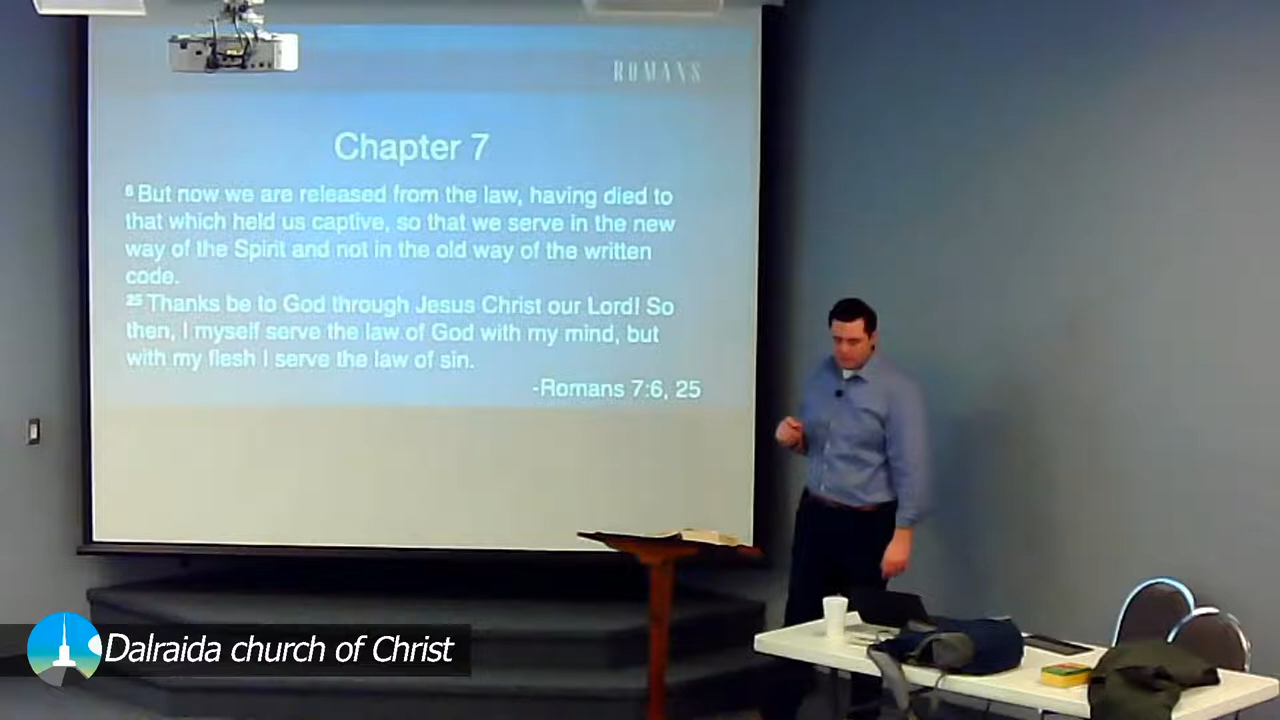 ROMANS
Chapter 7
6 But now we are released from the law, having died to
that which held us captive, so that we serve in the new
way of the Spirit and not in the old way of the written
code.
25 Thanks be to God through Jesus Christ our Lord! So
then, I myself serve the law of God with my mind, but
with my flesh I serve the law of sin.
-Romans 7:6, 25
Dalraida church of Christ